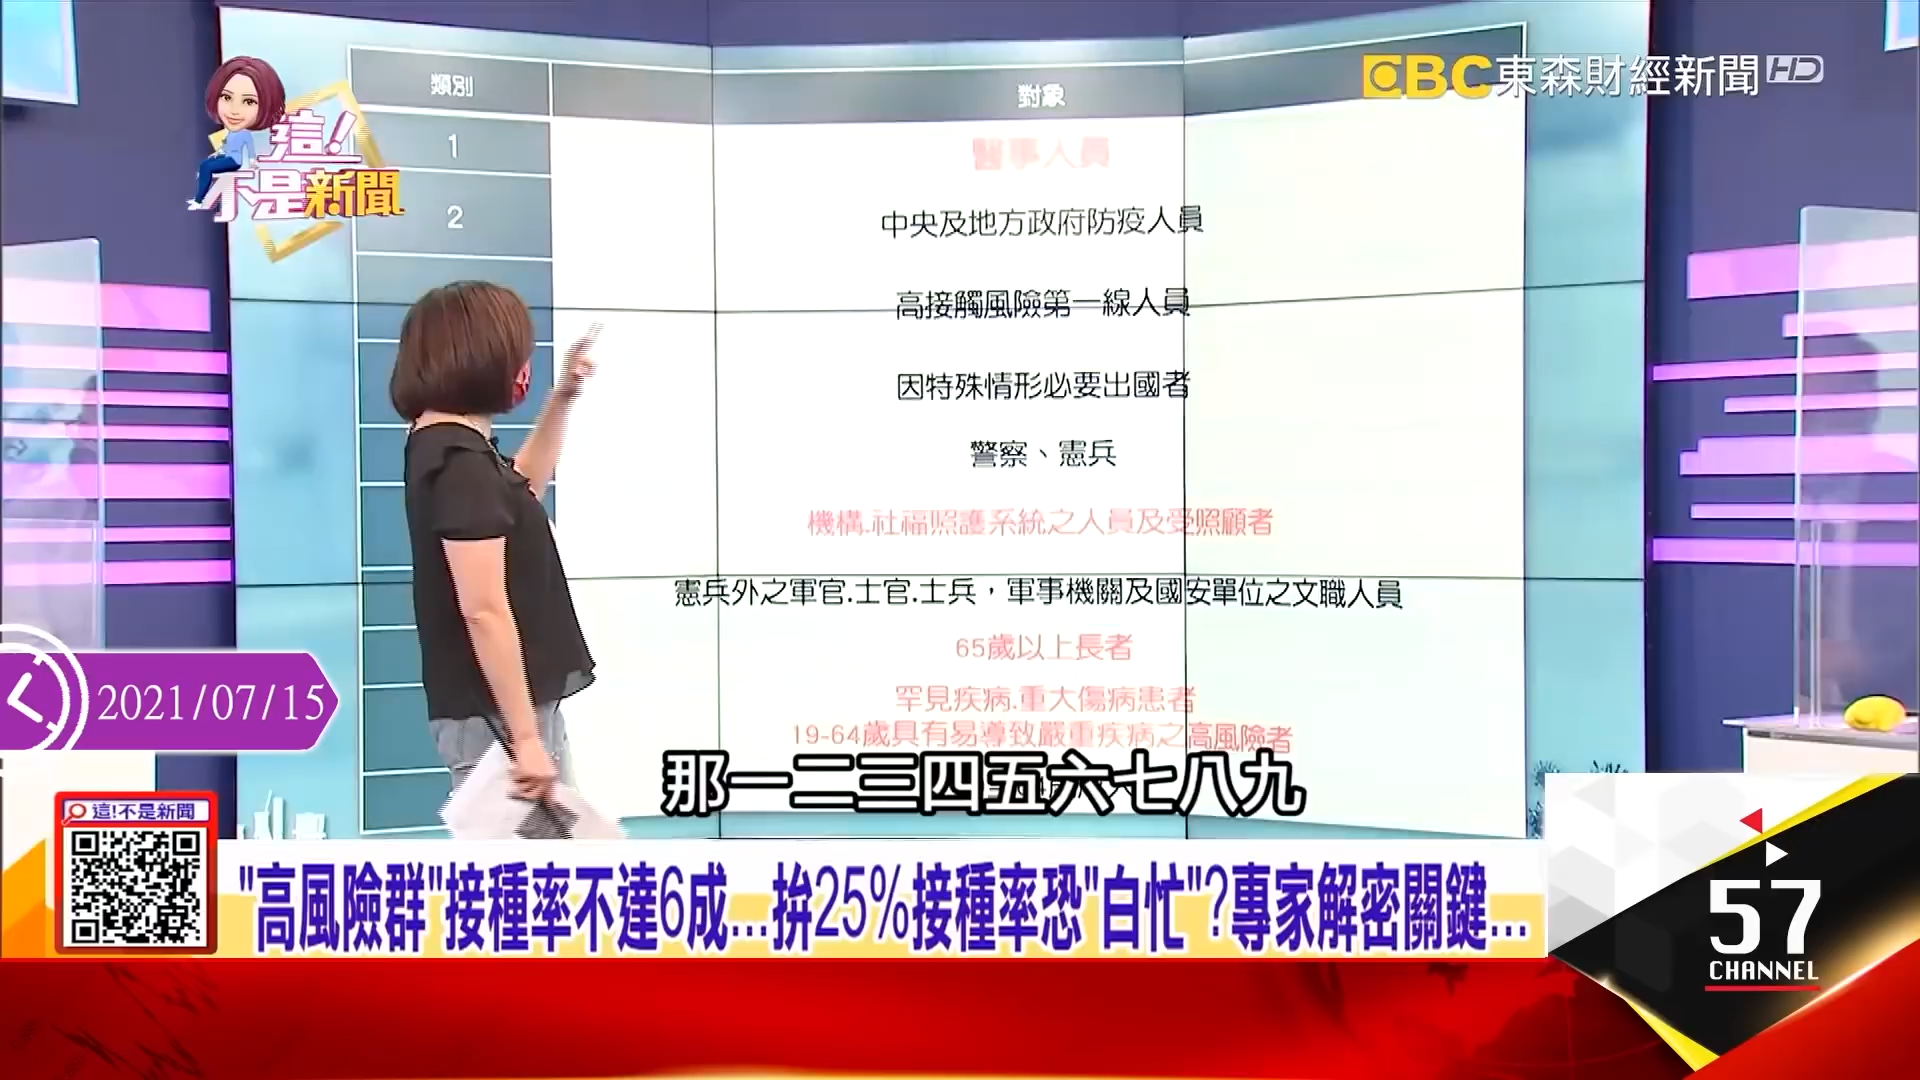 EBC東森財經新聞HD
這!
不是新聞
類別
對象
1
醫事人員
2
中央及地方政府防疫人員
高接觸風險第一線人員
因特殊情形必要出國者
警察、憲兵
機構.社福照護系統之人員及受照顧者
憲兵外之軍官.士官.士兵，軍事機關及國安單位之文職人員
65歲以上長者
罕見疾病.重大傷病患者
19-64歲具有易導致嚴重疾病之高風險者
2021/07/15
那一二三四五六七八九
這!不是新聞
"高風險群"接種率不達6成...拚25%接種率恐"白忙"?專家解密關鍵...
57
CHANNEL